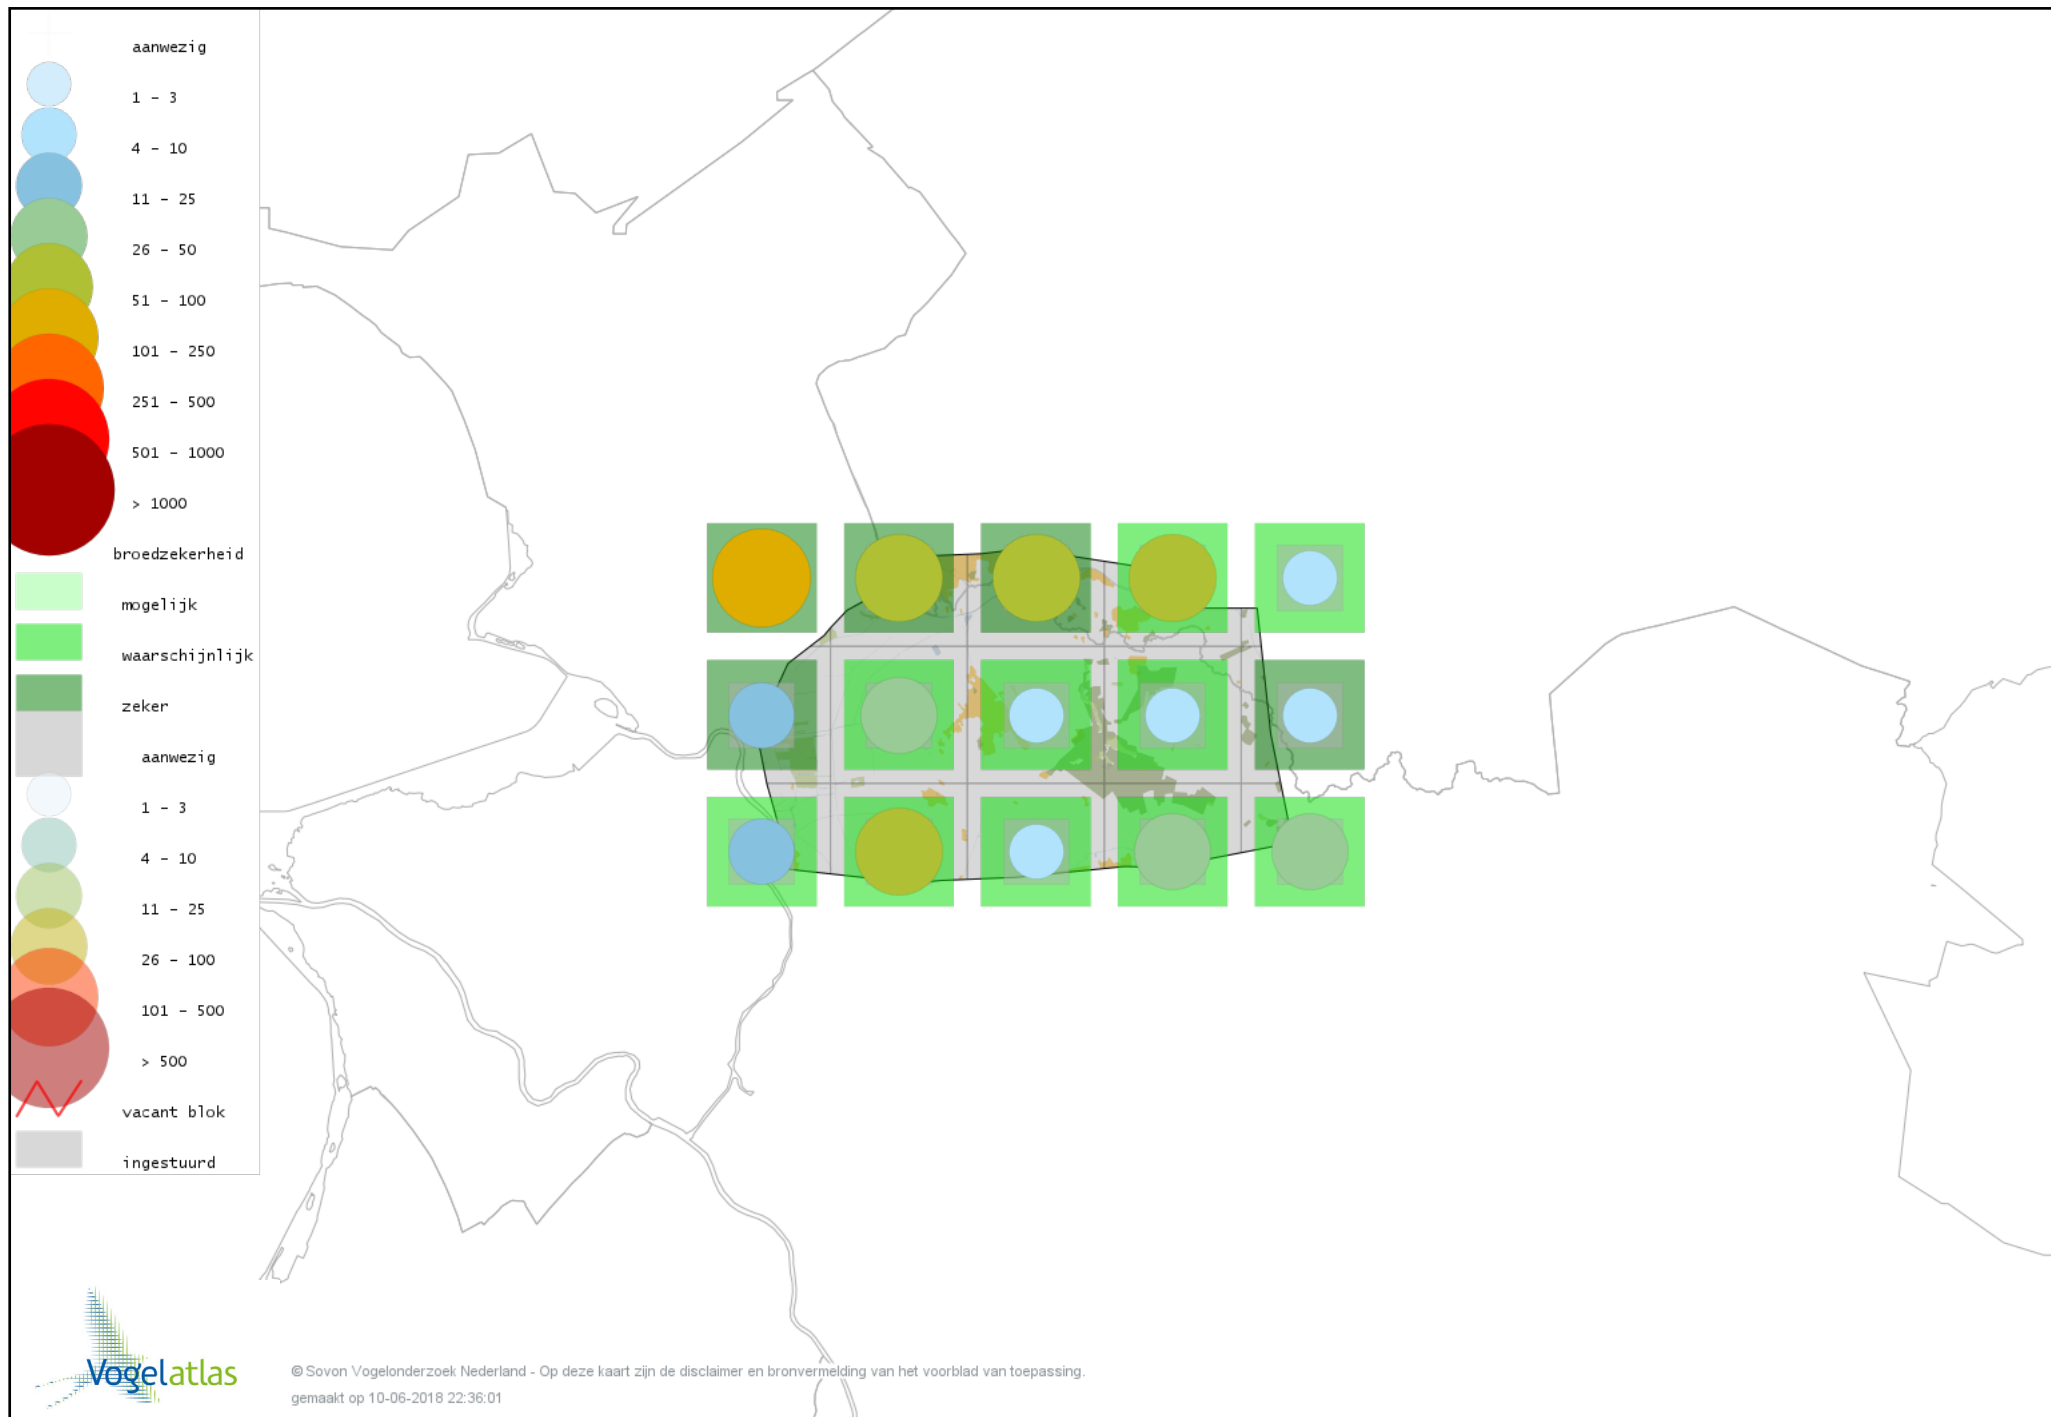 aanwezig
1 - 3
4 - 10
11 - 25
26 - 50
51 - 100
101 - 250
251 - 500
501 - 1000
> 1000
broedzekerheid
mogelijk
waarschijnlijk
zeker
aanwezig
1 - 3
4 - 10
11 - 25
26 - 100
101 - 500
> 500
vacant blok
ingestuurd
Vogelatlas
© Sovon Vogelonderzoek Nederland - Op deze kaart zijn de disclaimer en bronvermelding van het voorblad van toepassing.
gemaakt op 10-06-2018 22:36:01